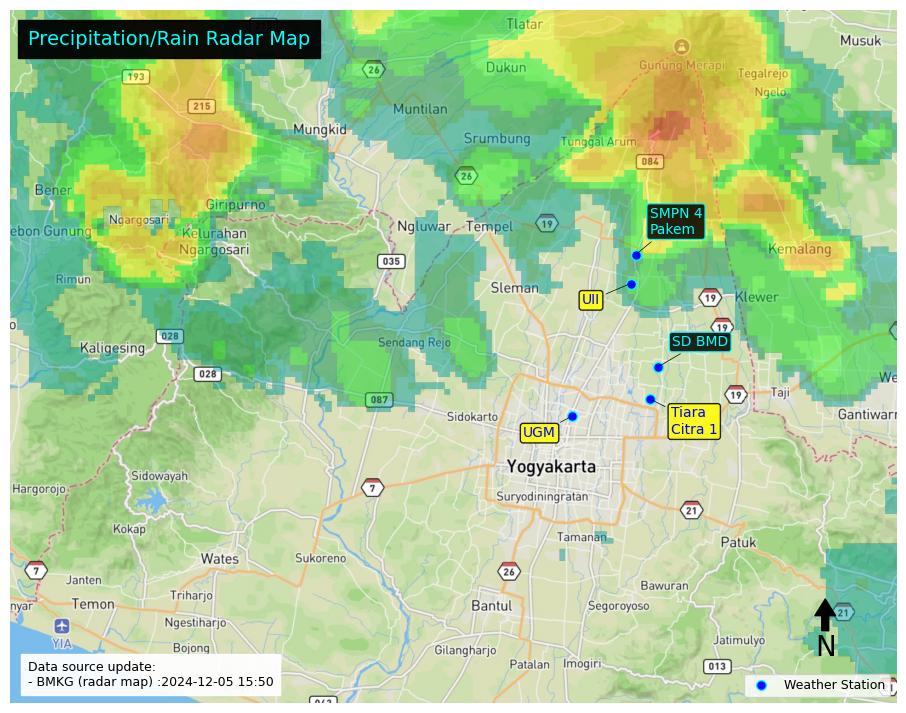 Precipitation/Rain Radar Map
Tlatar
Musuk
26
Dukun
Gunung Merapi
Tegalrejo
193
Ngelo
215
Muntilan
Mungkid
Srumbung
Tunggal Arum
084
26
Bener
Giripurno
Ngargosari
SMPN 4
Pakem
Ngluwar
Tempel
19
Kelurahan
Ngargosari
Kemalang
035
Rimun
Sleman
UII
19
Klewer
19
028
Kaligesing
Sendang Rejo
SD BMD
028
087
19
Taji
We
Sidokarto
Tiara
Citra 1
Gantiwarn
UGM
Yogyakarta
Sidowayah
7
Hargorojo
Suryodiningratan
21
Kokap
Tamanan
Patuk
Wates
Sukoreno
7
26
Janten
Bawuran
Triharjo
nyar
Temon
Bantul
Segoroyoso
21
Ngestiharjo
YIA
Bojong
Gilangharjo
Jatimulyo
N
Patalan
Imogiri
013
Data source update:
- BMKG (radar map) :2024-12-05 15:50
Weather Station